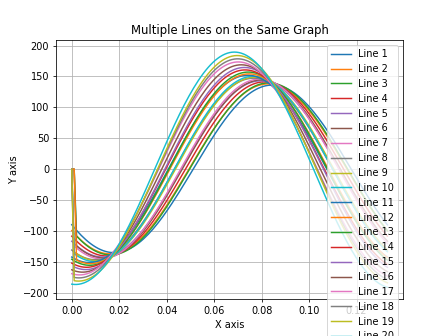 Multiple Lines on the Same Graph
Y axis
200
150
100
50
0
−50
−100
−150
−200
0.00
0.02
0.04
0.06
0.08
0.10
X axis
Line 1
Line 2
Line 3
Line 4
Line 5
Line 6
Line 7
Line 8
Line 9
Line 10
Line 11
Line 12
Line 13
Line 14
Line 15
Line 16
Line 17
Line 18
Line 19
Line 20